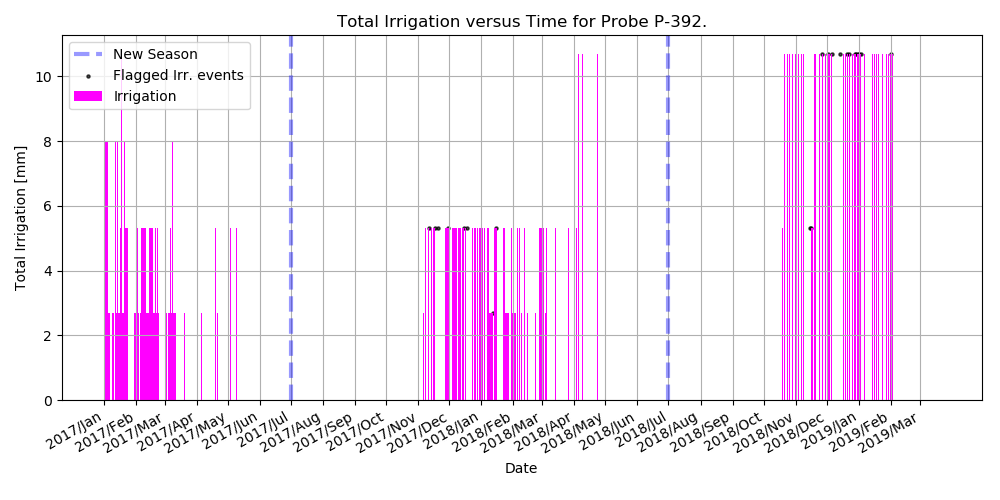 Total Irrigation versus Time for Probe P-392.
New Season
Flagged Irr. events
Irrigation
Total Irrigation [mm]
10
8
6
4
2
0
2017/Jan
2017/Feb
2017/Mar
2017/Apr
2017/May
2017/Jun
2017/Jul
2017/Aug
2017/Sep
2017/Oct
2017/Nov
2017/Dec
2018/Jan
2018/Feb
2018/Mar
2018/Apr
2018/May
2018/Jun
2018/Jul
2018/Aug
2018/Sep
2018/Oct
2018/Nov
2018/Dec
2019/Jan
2019/Feb
2019/Mar
Date